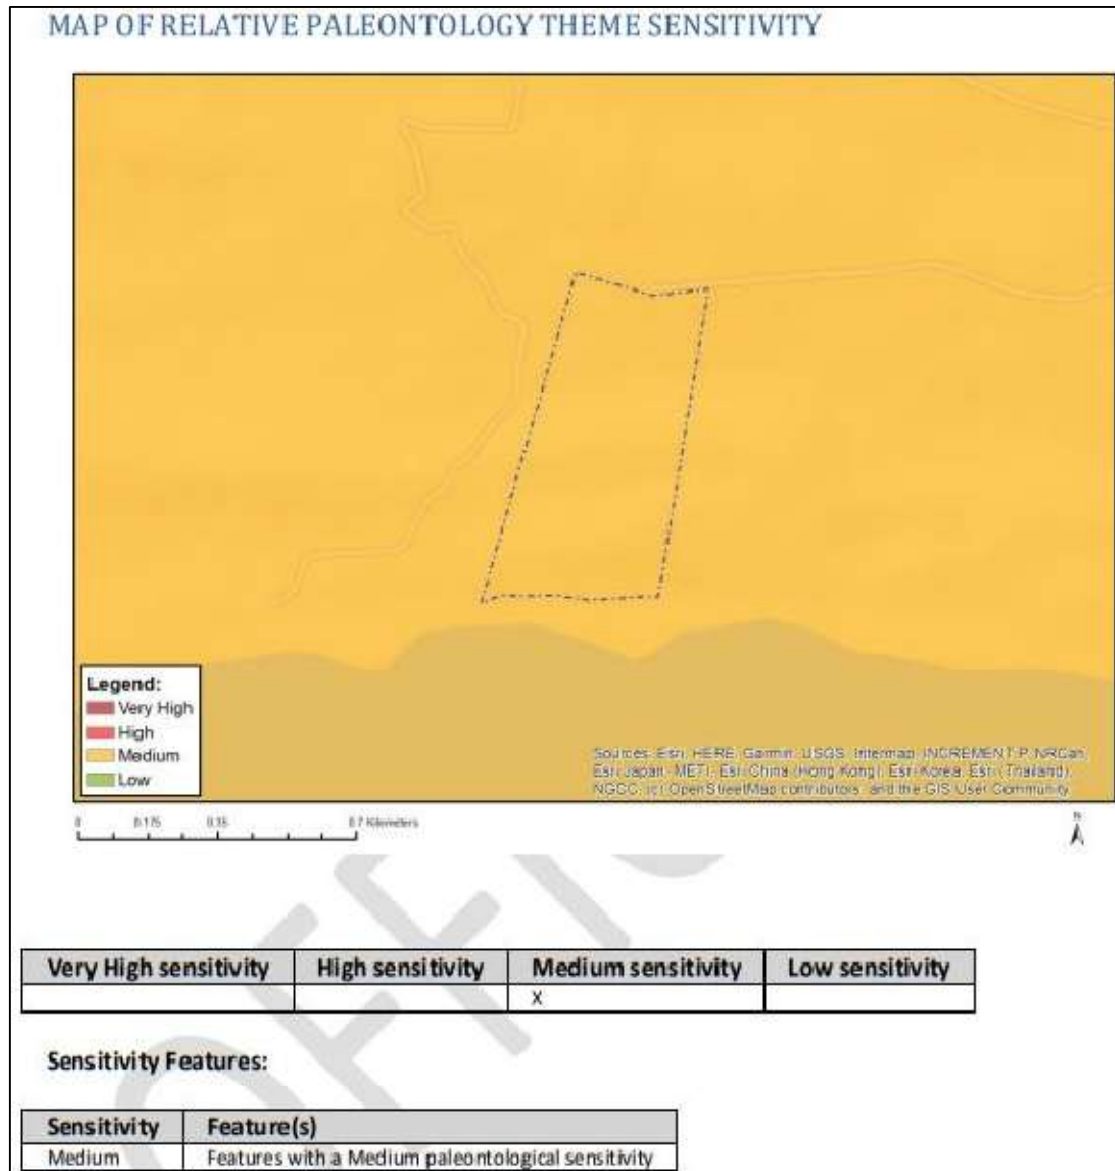 MAP OF RELATIVE PALEONTOLOGY THEME SENSITIVITY
Legend:
Very High
High
Medium
Low
Sources: Esri, HERE, Garmin, USGS, Intermap, INCREMENT P, NRCan,
Esri Japan, METI, Esri China (Hong Kong), Esri Korea, Esri (Thailand),
NGCC, (c) OpenStreetMap contributors, and the GIS User Community
0 0.175 0.35 0.7 Kilometers
N
Very High sensitivity High sensitivity Medium sensitivity Low sensitivity
X
Sensitivity Features:
Sensitivity Feature(s)
Medium Features with a Medium paleontological sensitivity